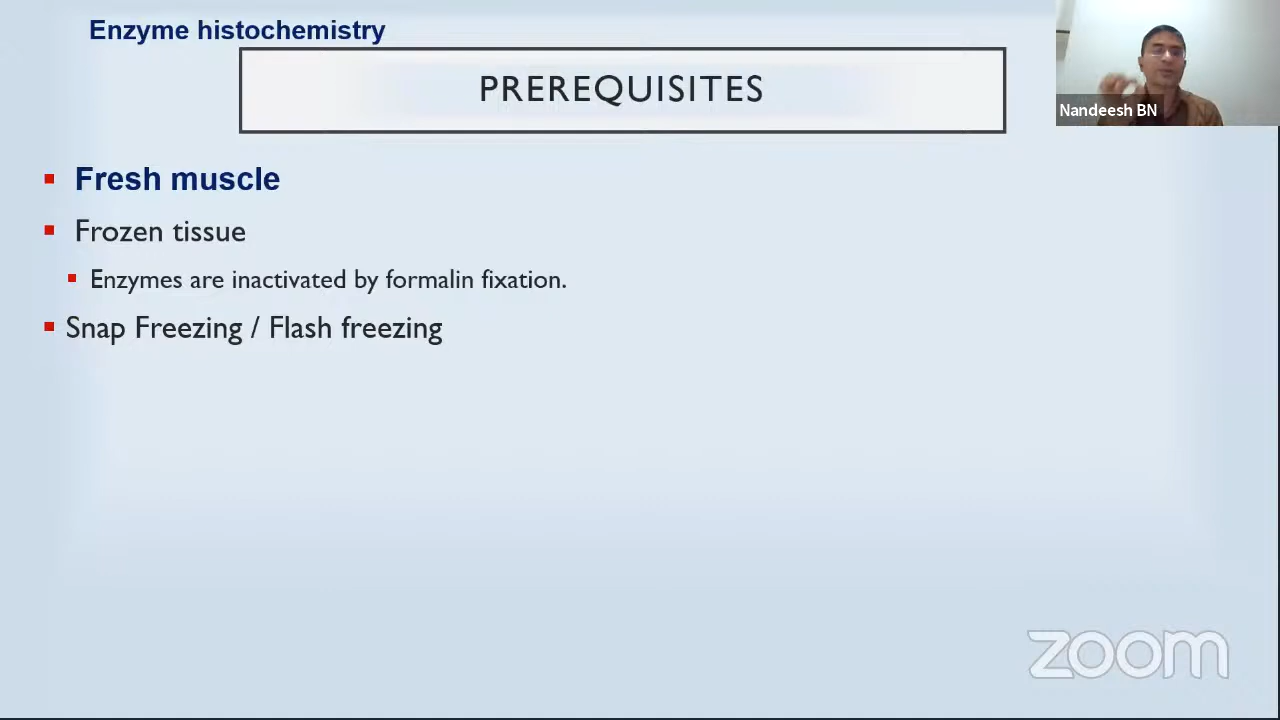 Enzyme histochemistry
PREREQUISITES
Nandeesh BN
Fresh muscle
Frozen tissue
Enzymes are inactivated by formalin fixation.
Snap Freezing / Flash freezing
zoom